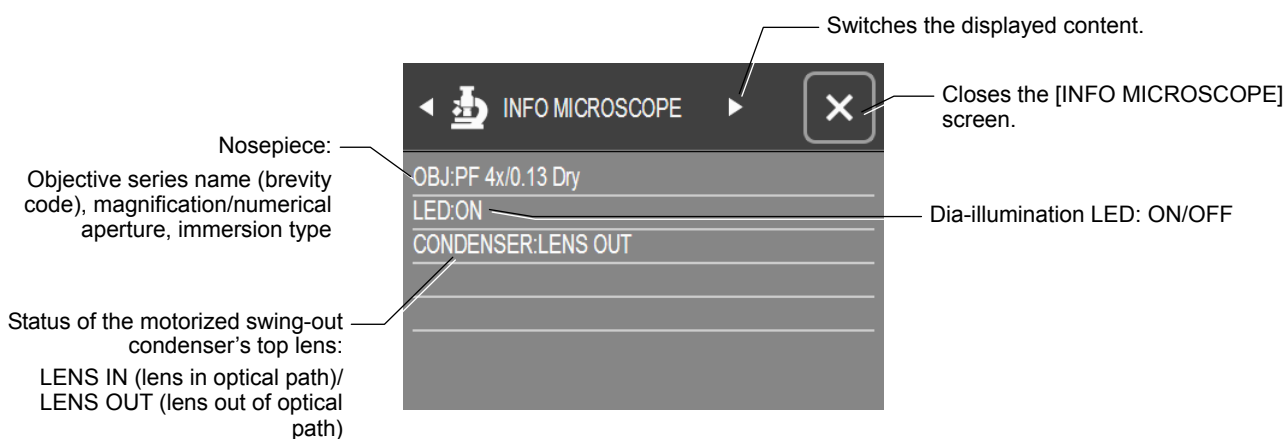 Switches the displayed content.
INFO MICROSCOPE
Closes the [INFO MICROSCOPE]
screen.
Nosepiece:
Objective series name (brevity
code), magnification/numerical
aperture, immersion type
OBJ:PF 4x/0.13 Dry
LED:ON
Dia-illumination LED: ON/OFF
CONDENSER:LENS OUT
Status of the motorized swing-out
condenser’s top lens:
LENS IN (lens in optical path)/
LENS OUT (lens out of optical
path)